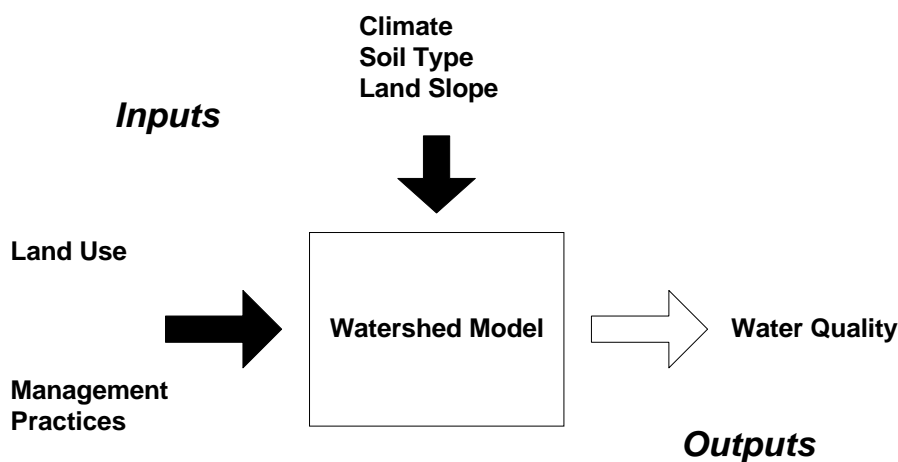 Climate
Soil Type
Land Slope
Inputs
Land Use
Watershed Model
Water Quality
Management
Practices
Outputs